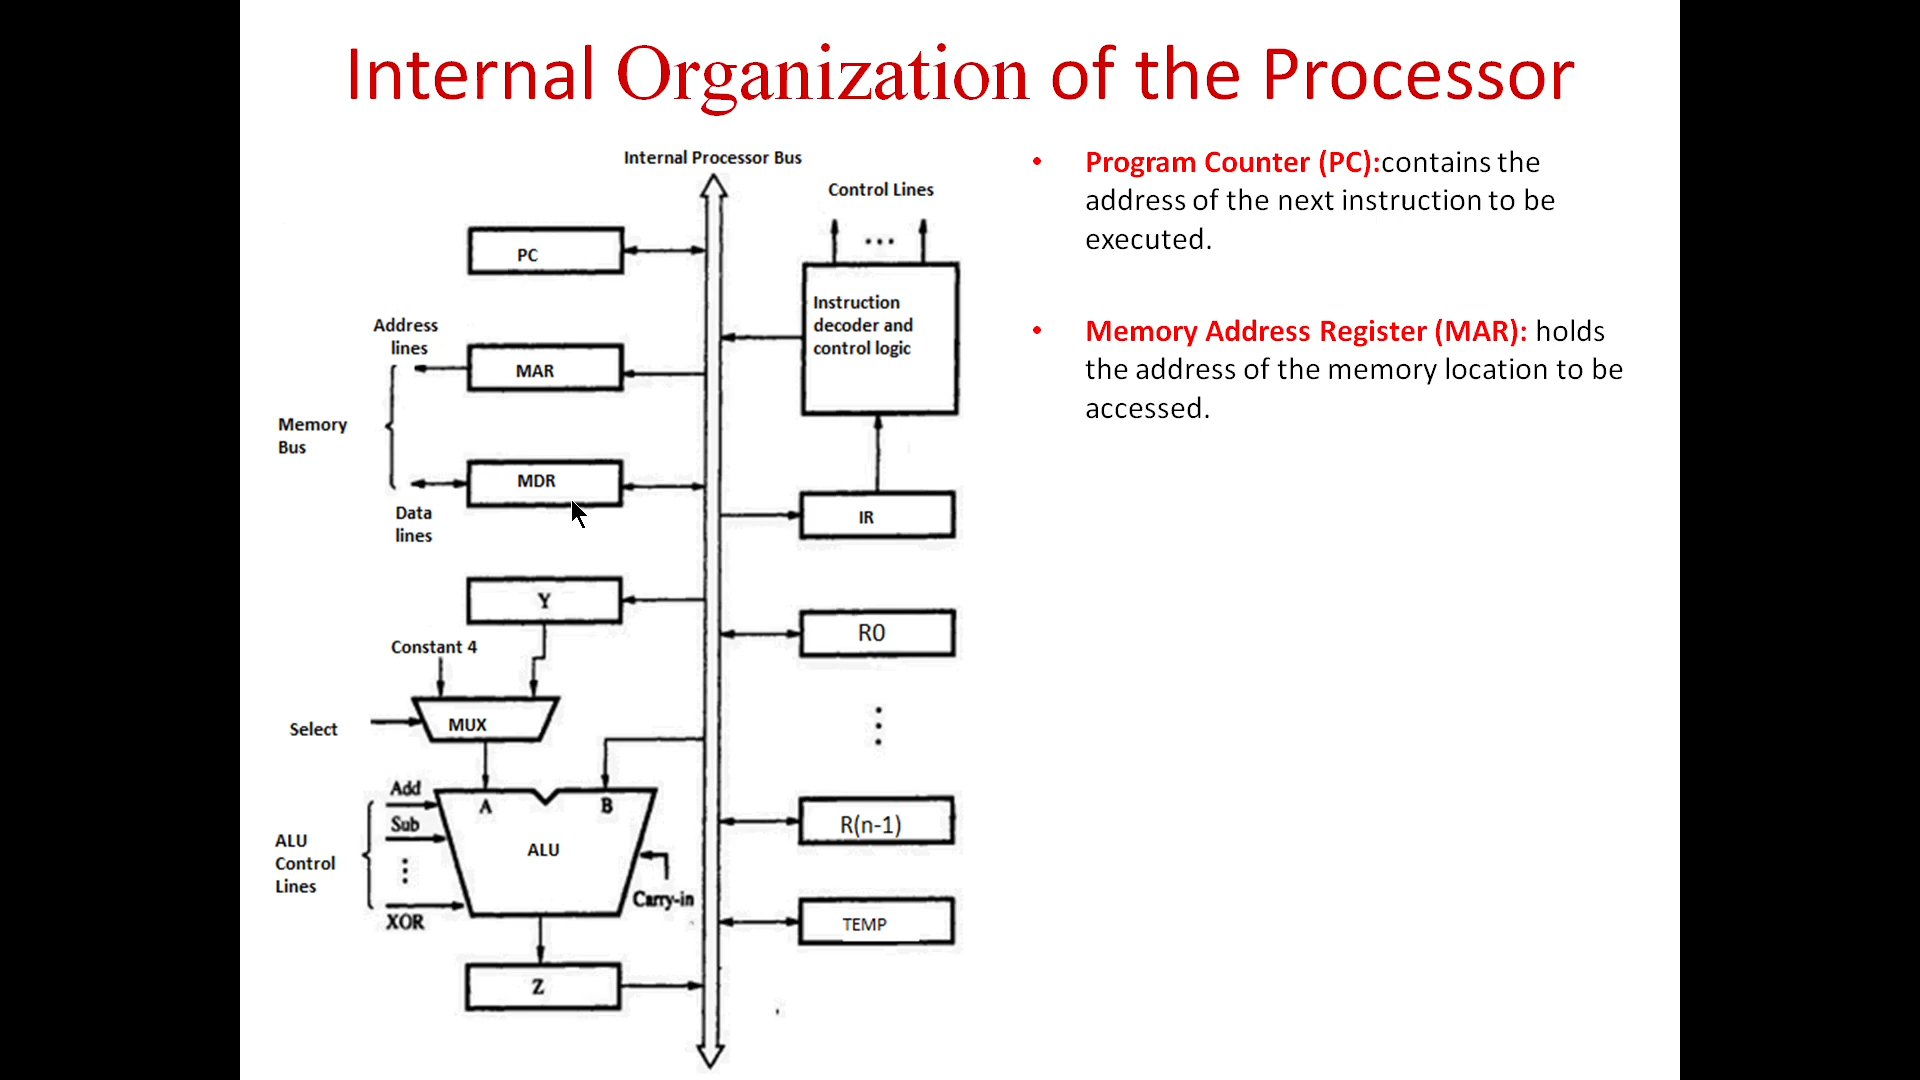 Internal Organization of the Processor
Internal Processor Bus
Control Lines
...
PC
Instruction
decoder and
control logic
Address
lines
MAR
Memory
Bus
MDR
Data
lines
IR
Y
R0
Constant 4
MUX
Select
Add
A
B
Sub
ALU
ALU
Control
Lines
R(n-1)
Carry-in
XOR
TEMP
Z
• Program Counter (PC):contains the
address of the next instruction to be
executed.
• Memory Address Register (MAR): holds
the address of the memory location to be
accessed.